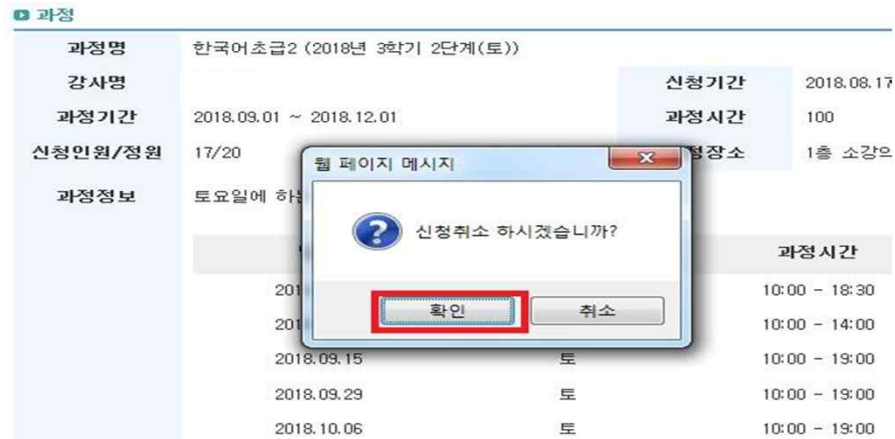 과정
과정명 한국어초급2 (2018년 3학기 2단계(토))
강사명 신청기간 2018.08.17
과정기간 2018.09.01 ~ 2018.12.01 과정시간 100
신청인원/정원 17/20 장소 1층 소강의
웹 페이지 메시지
과정정보 토요일에 하는
신청취소 하시겠습니까?
과정시간
10:00 - 18:30
확인 취소
10:00 - 14:00
2018.09.15 토 10:00 - 19:00
2018.09.29 토 10:00 - 19:00
2018.10.06 토 10:00 - 19:00